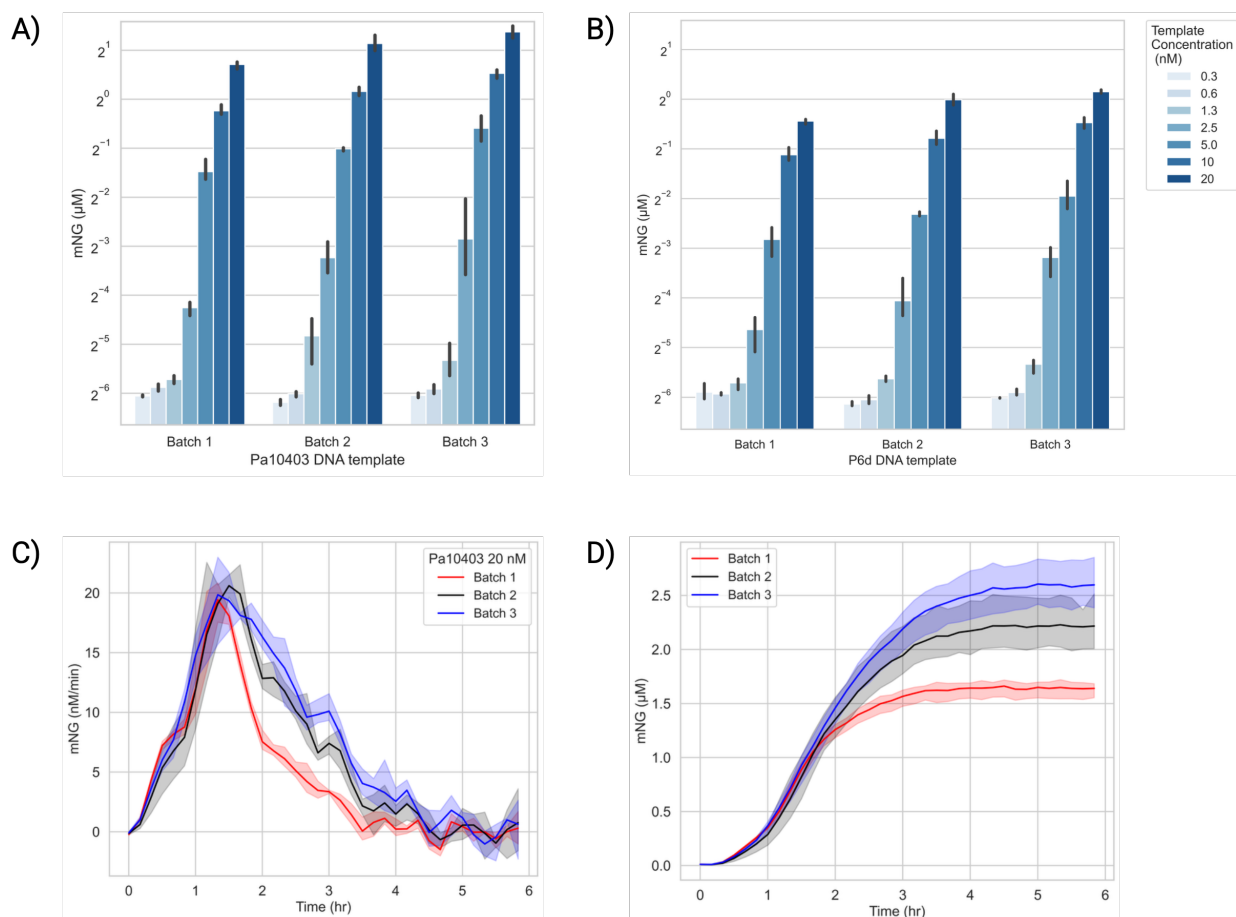 A)
mNG (µM)
2^1
2^0
2^-1
2^-2
2^-3
2^-4
2^-5
2^-6
Batch 1 Batch 2 Batch 3
Pa10403 DNA template
B)
mNG (µM)
2^1
2^0
2^-1
2^-2
2^-3
2^-4
2^-5
2^-6
Batch 1 Batch 2 Batch 3
P6d DNA template
Template
Concentration
(nM)
0.3
0.6
1.3
2.5
5.0
10
20
C)
mNG (nM/min)
20
15
10
5
0
Pa10403 20 nM
Batch 1
Batch 2
Batch 3
0 1 2 3 4 5 6
Time (hr)
D)
mNG (µM)
2.5
2.0
1.5
1.0
0.5
0.0
Batch 1
Batch 2
Batch 3
0 1 2 3 4 5 6
Time (hr)